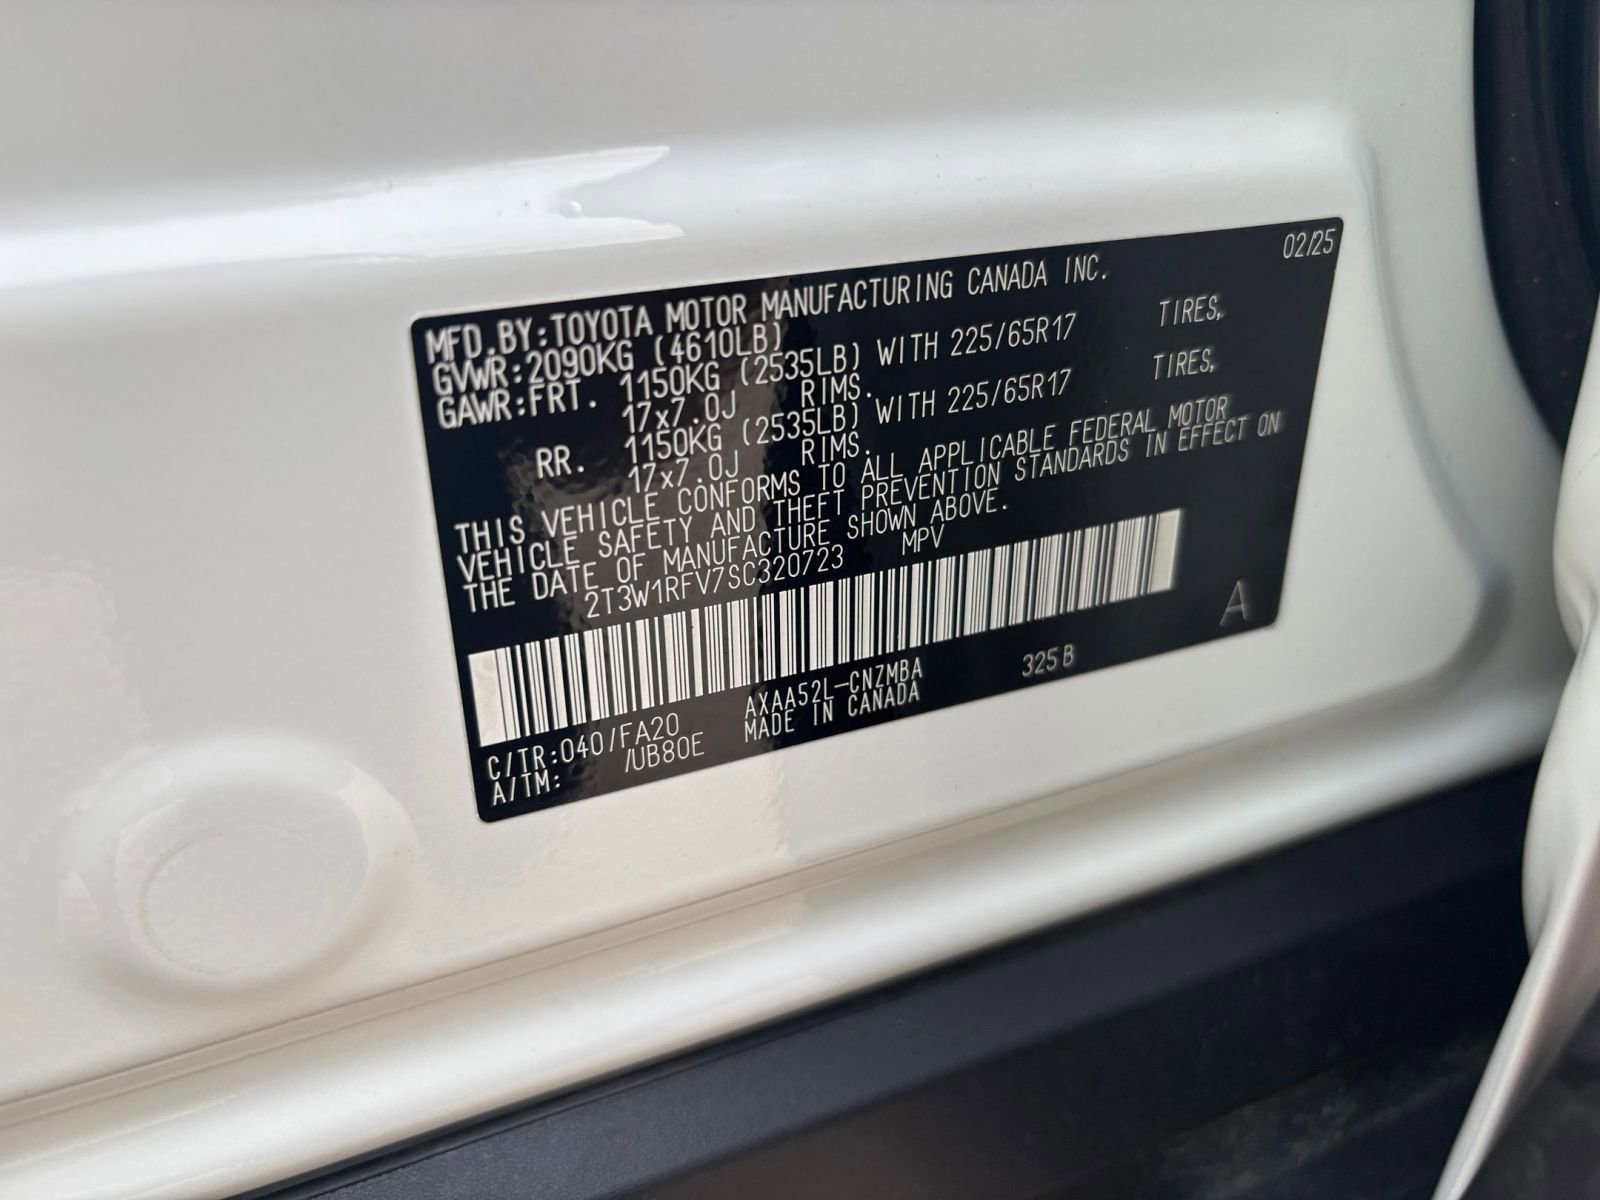 02/25
MFD.BY:TOYOTA MOTOR MANUFACTURING CANADA INC.
GVWR:2090KG (4610LB)
GAWR:FRT. 1150KG (2535LB) WITH 225/65R17 TIRES,
17x7.0J RIMS.
RR. 1150KG (2535LB) WITH 225/65R17 TIRES,
17x7.0J RIMS.
THIS VEHICLE CONFORMS TO ALL APPLICABLE FEDERAL MOTOR
VEHICLE SAFETY AND THEFT PREVENTION STANDARDS IN EFFECT ON
THE DATE OF MANUFACTURE SHOWN ABOVE.
2T3W1RFV7SC320723 MPV
A
C/TR:040/FA20 AXAA52L-CNZMBA 325B
A/TM: /UB80E MADE IN CANADA